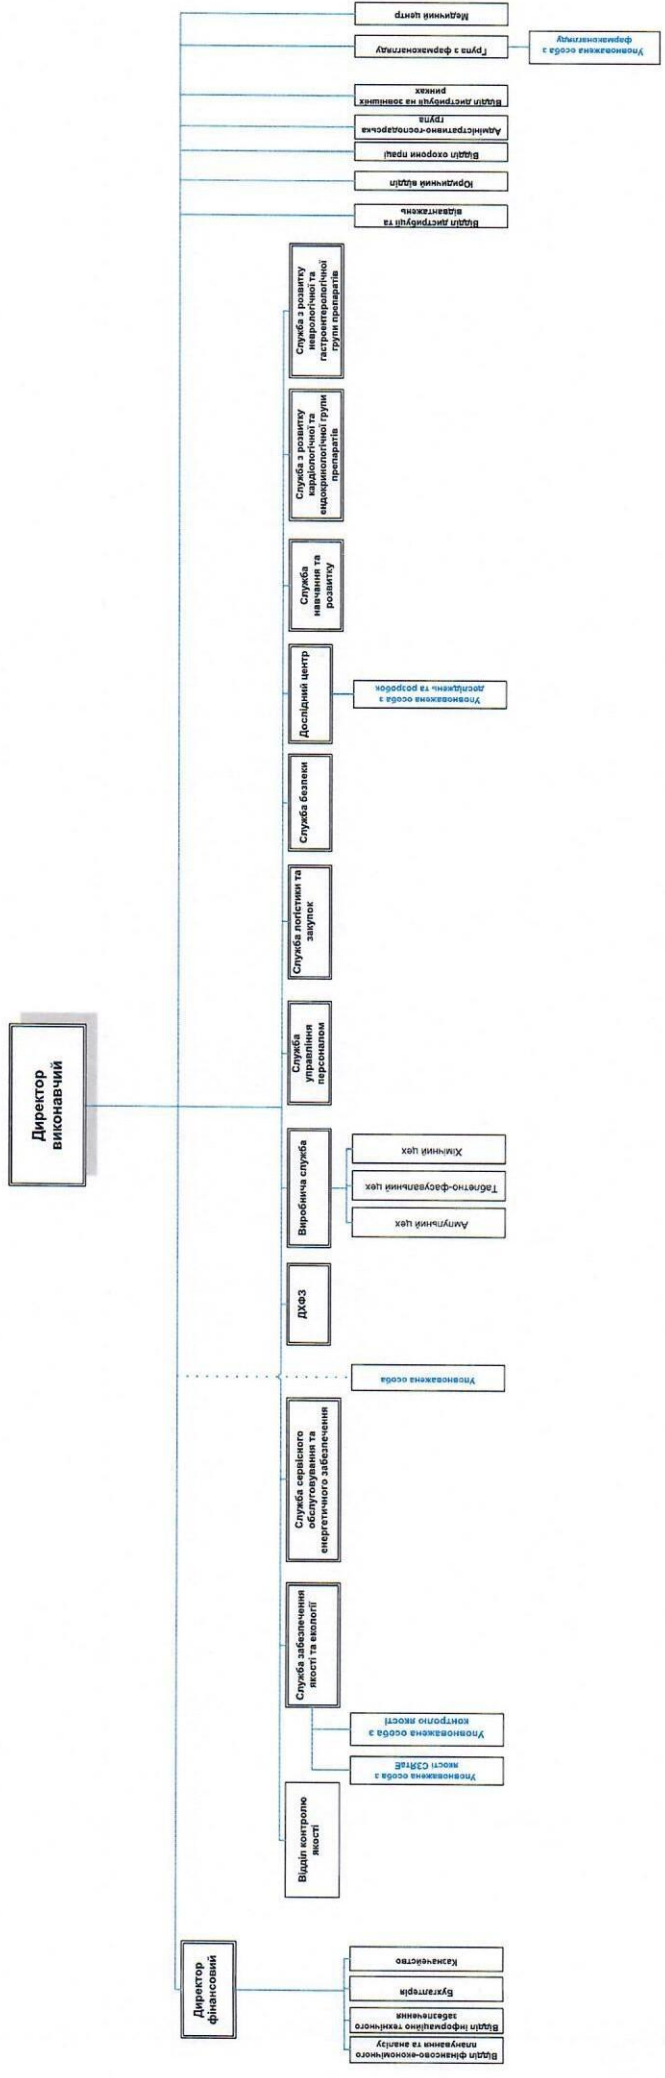 Директор
виконавчий
Директор
фінансовий
Відділ фінансово-економічного
планування та аналізу
Відділ інформаційно технічного
забезпечення
Бухгалтерія
Казначейство
Відділ контролю
якості
Служба забезпечення
якості та екології
Уповноважена особа з
якості СЗЯтаЕ
Уповноважена особа з
контролю якості
Служба сервісного
обслуговування та
енергетичного забезпечення
Уповноважена особа
ДХФЗ
Виробнича служба
Ампульний цех
Таблетно-фасувальний цех
Хімічний цех
Служба
управління
персоналом
Служба логістики та
закупок
Служба безпеки
Дослідний центр
Уповноважена особа з
досліджень та розробок
Служба
навчання та
розвитку
Служба з розвитку
кардіологічної та
ендокринологічної групи
препаратів
Служба з розвитку
неврологічної та
гастроентерологічної
групи препаратів
Відділ дистрибуції та
відвантажень
Юридичний відділ
Відділ охорони праці
Адміністративно-господарська
група
Відділ дистрибуції на зовнішніх
ринках
Група з фармаконагляду
Уповноважена особа з
фармаконагляду
Медичний центр